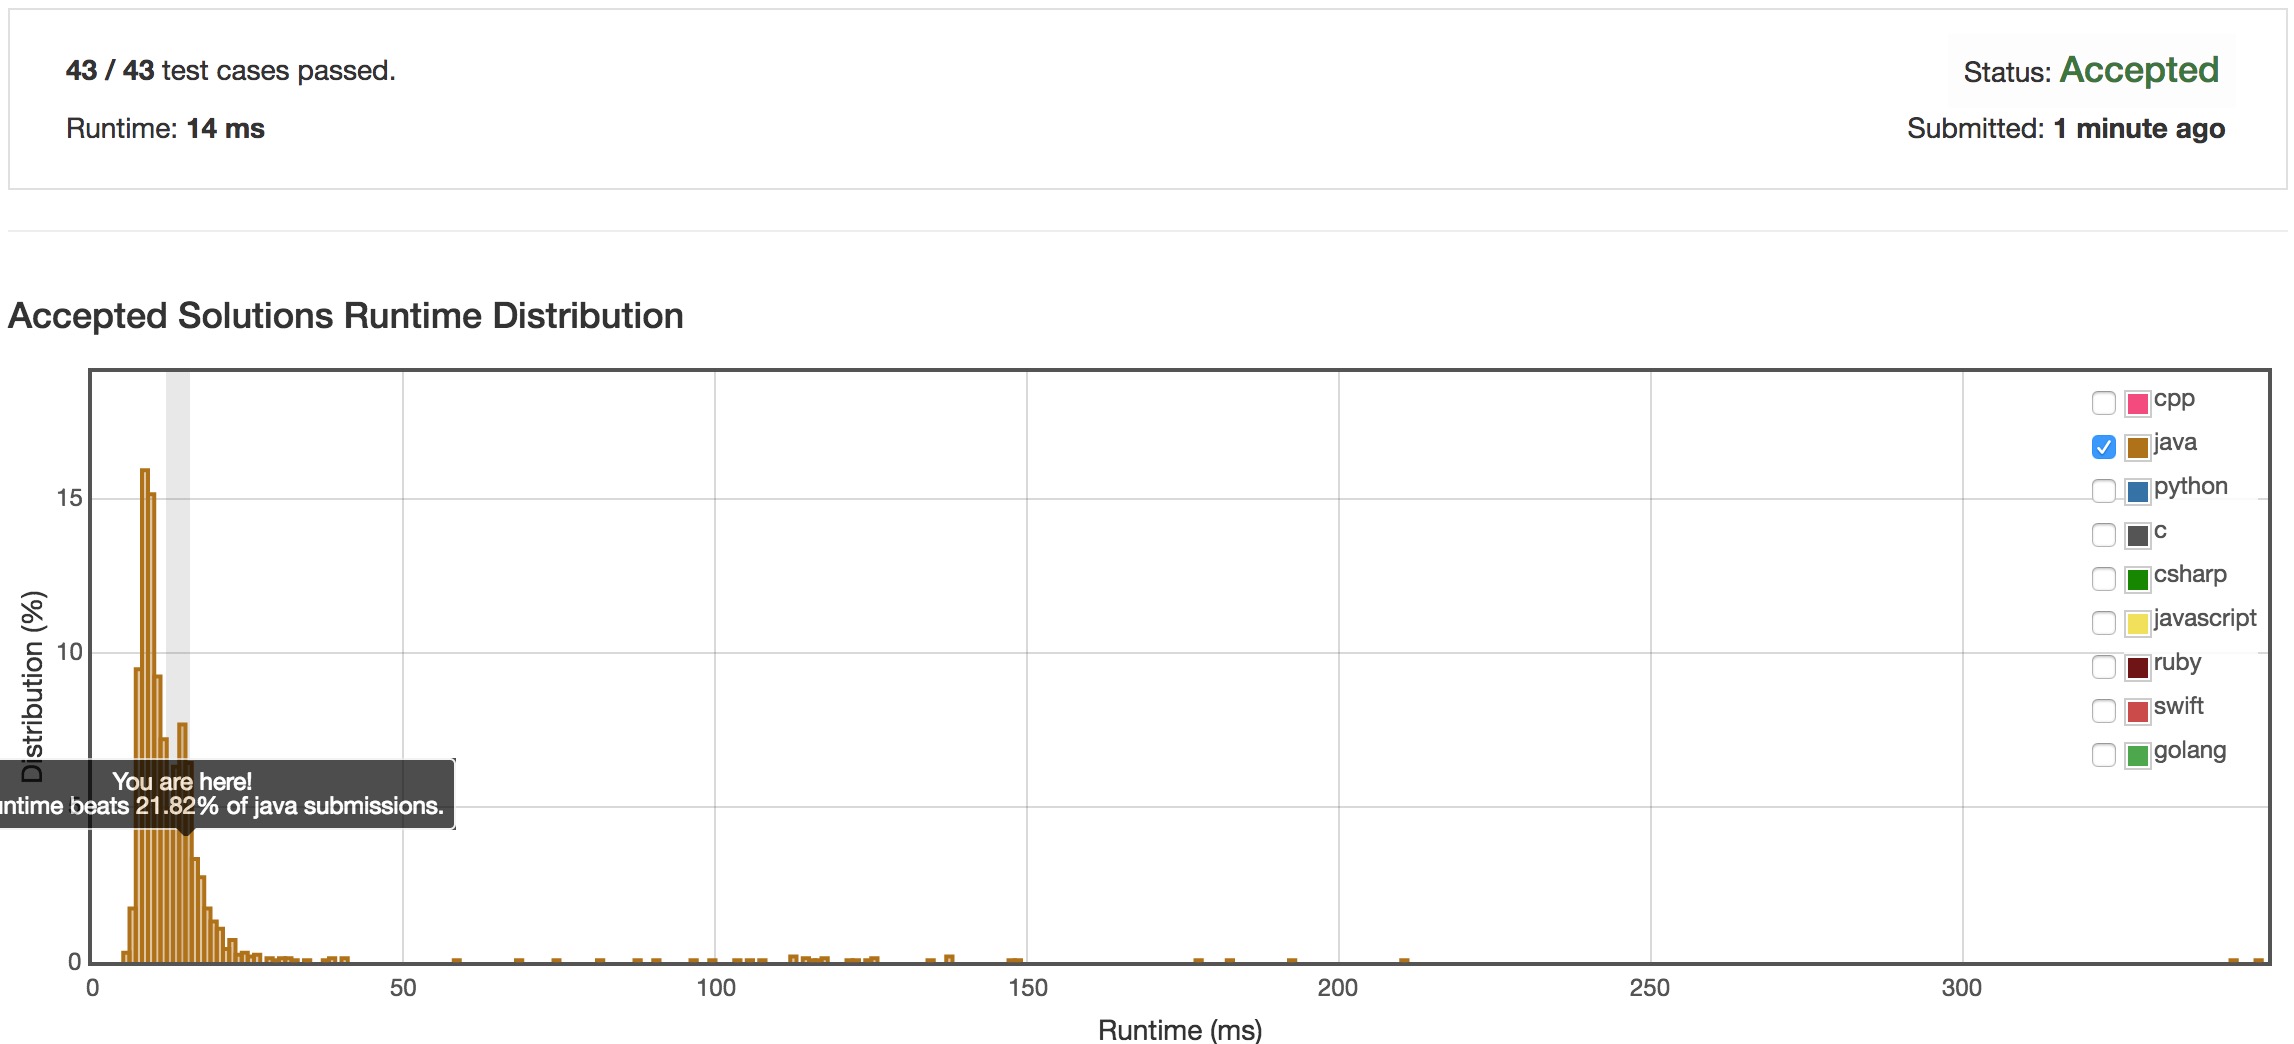 43 / 43 test cases passed.
Status: Accepted
Runtime: 14 ms
Submitted: 1 minute ago
Accepted Solutions Runtime Distribution
cpp
java
python
c
csharp
javascript
ruby
swift
golang
Distribution (%)
15
10
0
You are here!
beats 21.82% of java submissions.
0 50 100 150 200 250 300
Runtime (ms)